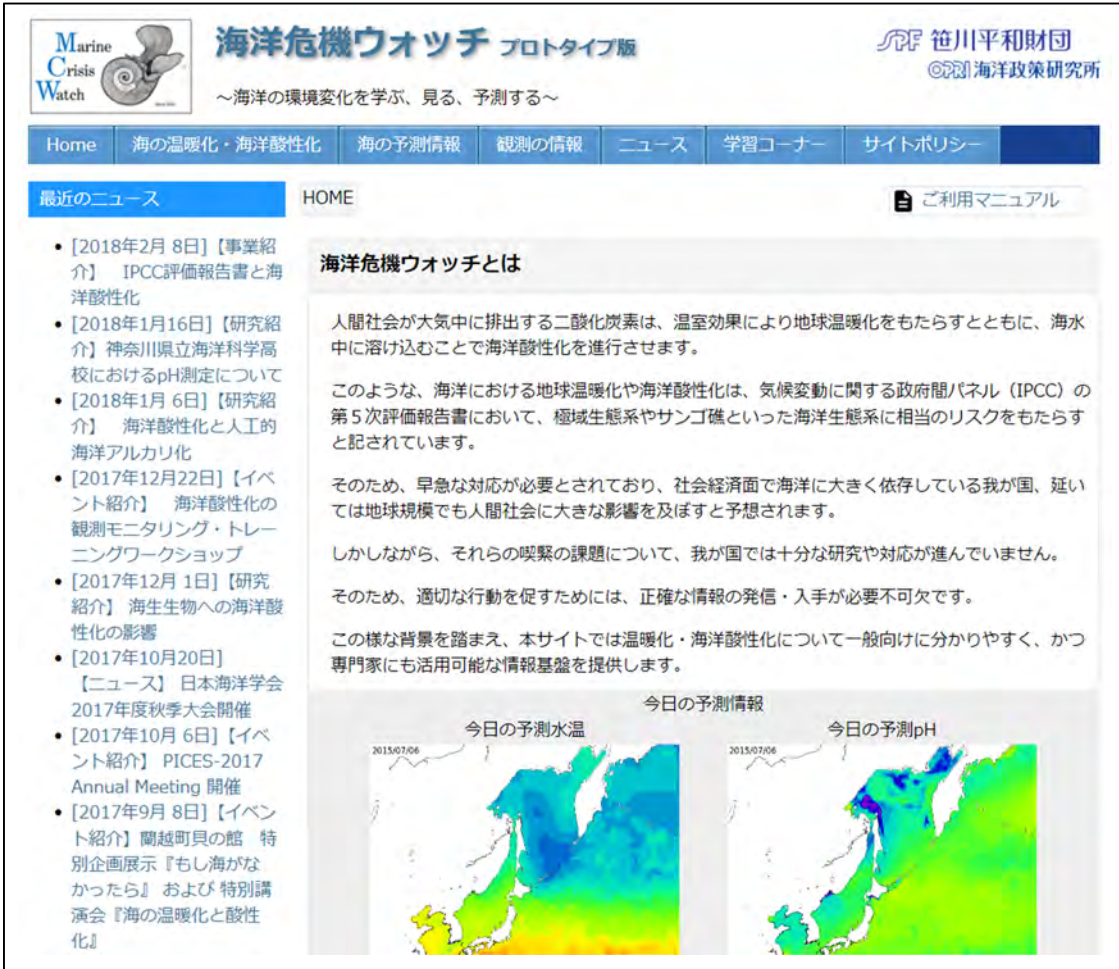 Marine
Crisis
Watch
海洋危機ウォッチ プロトタイプ版
～海洋の環境変化を学ぶ、見る、予測する～
SPF 笹川平和財団
OPRI 海洋政策研究所
Home 海の温暖化・海洋酸性化 海の予測情報 観測の情報 ニュース 学習コーナー サイトポリシー
最近のニュース
HOME
ご利用マニュアル
• [2018年2月 8日]【事業紹
介】 IPCC評価報告書と海
洋酸性化
• [2018年1月16日]【研究紹
介】神奈川県立海洋科学高
校におけるpH測定について
• [2018年1月 6日]【研究紹
介】 海洋酸性化と人工的
海洋アルカリ化
• [2017年12月22日]【イベ
ント紹介】 海洋酸性化の
観測モニタリング・トレー
ニングワークショップ
• [2017年12月 1日]【研究
紹介】 海生生物への海洋酸
性化の影響
• [2017年10月20日]
【ニュース】 日本海洋学会
2017年度秋季大会開催
• [2017年10月 6日]【イベ
ント紹介】 PICES-2017
Annual Meeting 開催
• [2017年9月 8日]【イベン
ト紹介】蘭越町貝の館 特
別企画展示『もし海がな
かったら』 および 特別講
演会『海の温暖化と酸性
化』
海洋危機ウォッチとは
人間社会が大気中に排出する二酸化炭素は、温室効果により地球温暖化をもたらすとともに、海水
中に溶け込むことで海洋酸性化を進行させます。
このような、海洋における地球温暖化や海洋酸性化は、気候変動に関する政府間パネル（IPCC）の
第５次評価報告書において、極域生態系やサンゴ礁といった海洋生態系に相当のリスクをもたらす
と記されています。
そのため、早急な対応が必要とされており、社会経済面で海洋に大きく依存している我が国、延い
ては地球規模でも人間社会に大きな影響を及ぼすと予想されます。
しかしながら、それらの喫緊の課題について、我が国では十分な研究や対応が進んでいません。
そのため、適切な行動を促すためには、正確な情報の発信・入手が必要不可欠です。
この様な背景を踏まえ、本サイトでは温暖化・海洋酸性化について一般向けに分かりやすく、かつ
専門家にも活用可能な情報基盤を提供します。
今日の予測情報
今日の予測水温 今日の予測pH
2015/07/06 2015/07/06